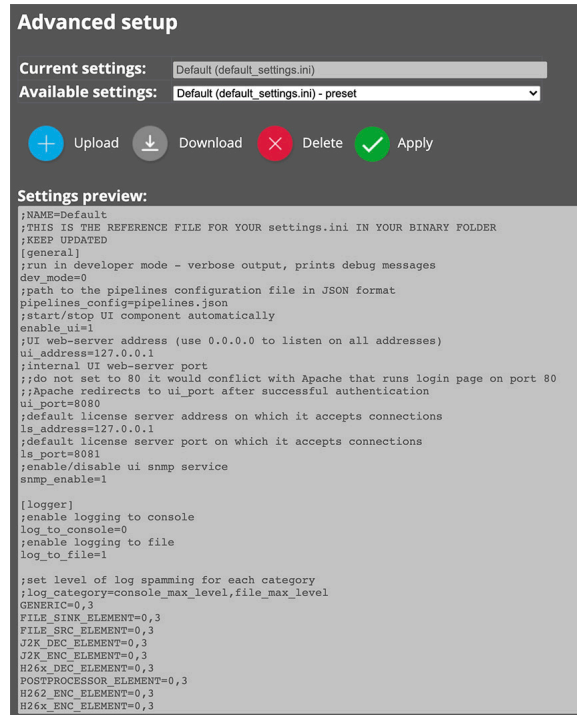 Advanced setup
Current settings: Default (default_settings.ini)
Available settings: Default (default_settings.ini) - preset
Upload Download Delete Apply
Settings preview:
;NAME=Default
;THIS IS THE REFERENCE FILE FOR YOUR settings.ini IN YOUR BINARY FOLDER
;KEEP UPDATED
[general]
;run in developer mode - verbose output, prints debug messages
dev_mode=0
;path to the pipelines configuration file in JSON format
pipelines_config=pipelines.json
;start/stop UI component automatically
enable_ui=1
;UI web-server address (use 0.0.0.0 to listen on all addresses)
ui_address=127.0.0.1
;internal UI web-server port
;;do not set to 80 it would conflict with Apache that runs login page on port 80
;;Apache redirects to ui_port after successful authentication
ui_port=8080
;default license server address on which it accepts connections
ls_address=127.0.0.1
;default license server port on which it accepts connections
ls_port=8081
;enable/disable ui snmp service
snmp_enable=1
[logger]
;enable logging to console
log_to_console=0
;enable logging to file
log_to_file=1
;set level of log spamming for each category
;log_category=console_max_level,file_max_level
GENERIC=0,3
FILE_SINK_ELEMENT=0,3
FILE_SRC_ELEMENT=0,3
J2K_DEC_ELEMENT=0,3
J2K_ENC_ELEMENT=0,3
H26x_DEC_ELEMENT=0,3
POSTPROCESSOR_ELEMENT=0,3
H262_ENC_ELEMENT=0,3
H26x_ENC_ELEMENT=0,3